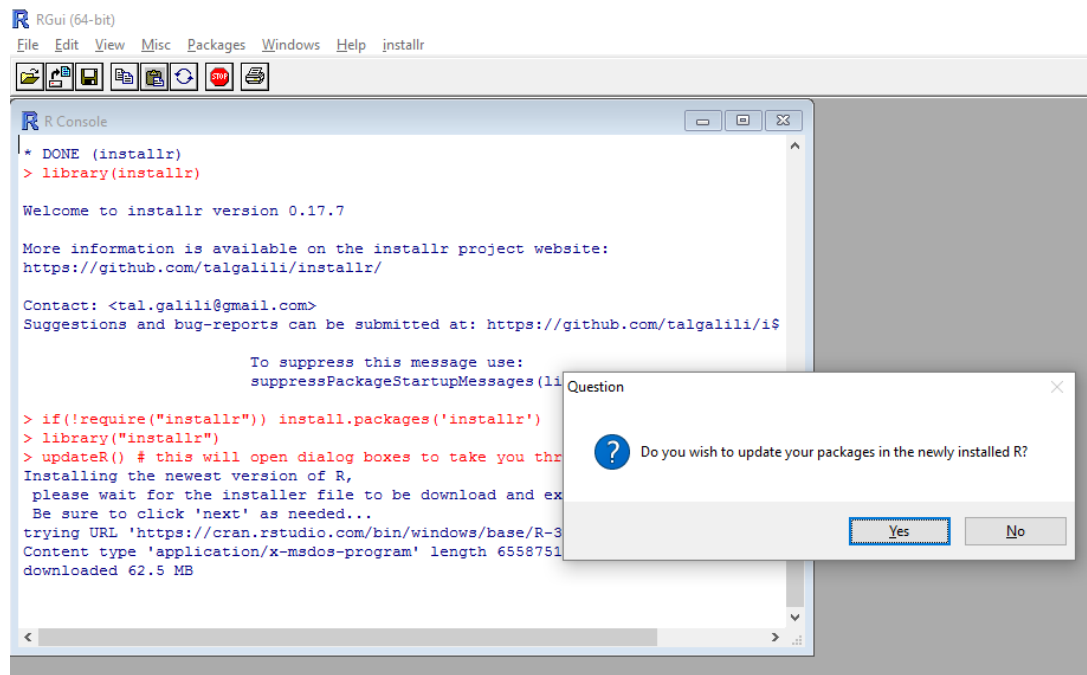 RGui (64-bit)
File Edit View Misc Packages Windows Help installr
STOP
R Console
* DONE (installr)
> library(installr)
Welcome to installr version 0.17.7
More information is available on the installr project website:
https://github.com/talgalili/installr/
Contact: <tal.galili@gmail.com>
Suggestions and bug-reports can be submitted at: https://github.com/talgalili/i$
To suppress this message use:
suppressPackageStartupMessages(li
> if(!require("installr")) install.packages('installr')
> library("installr")
> updateR() # this will open dialog boxes to take you thr
Installing the newest version of R,
please wait for the installer file to be download and ex
Be sure to click 'next' as needed...
trying URL 'https://cran.rstudio.com/bin/windows/base/R-3
Content type 'application/x-msdos-program' length 6558751
downloaded 62.5 MB
Question
Do you wish to update your packages in the newly installed R?
Yes No